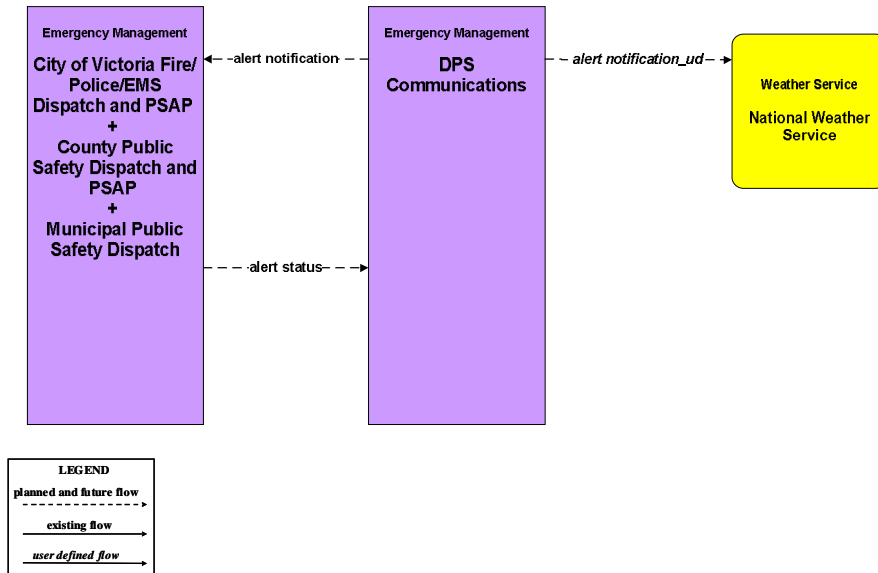 Emergency Management
City of Victoria Fire/
Police/EMS
Dispatch and PSAP
+
County Public
Safety Dispatch and
PSAP
+
Municipal Public
Safety Dispatch
alert notification
alert status
Emergency Management
DPS
Communications
alert notification_ud
Weather Service
National Weather
Service
LEGEND
planned and future flow
existing flow
user defined flow